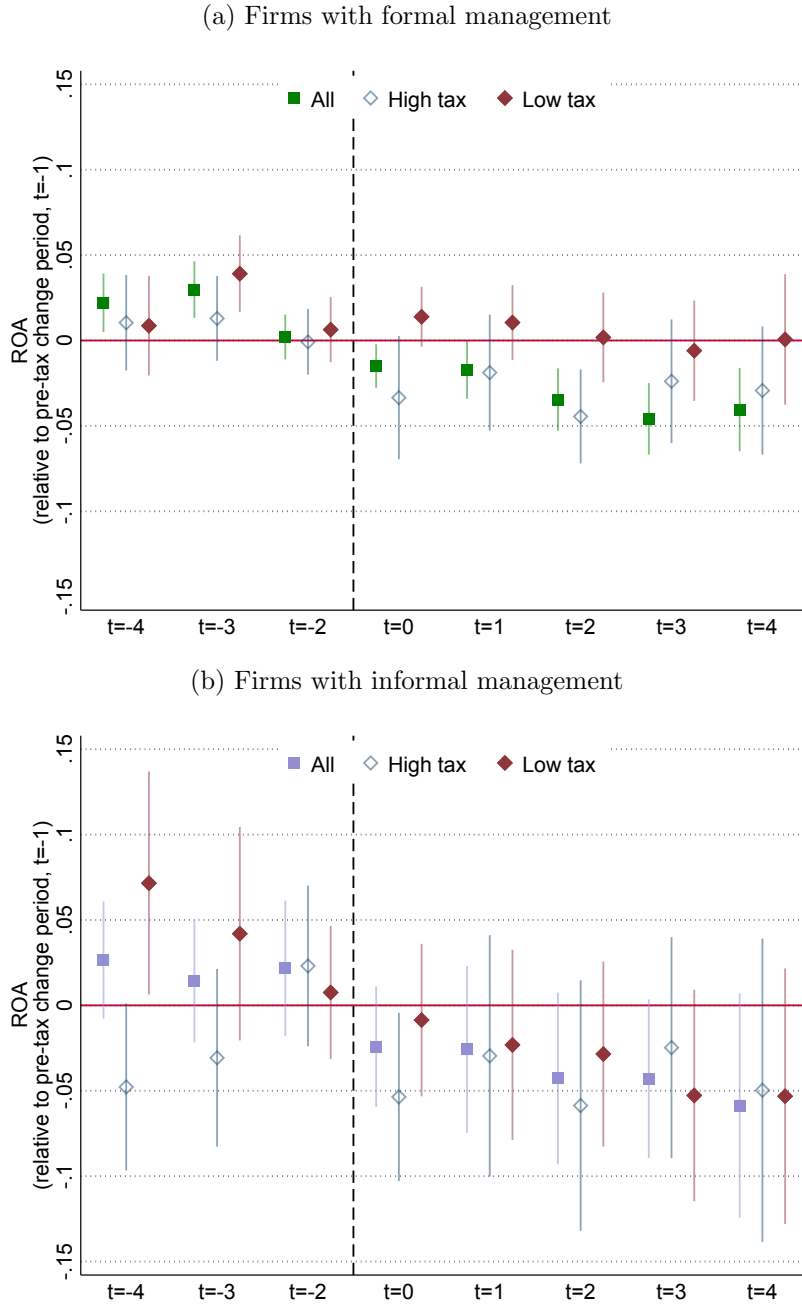 (a) Firms with formal management
All High tax Low tax
ROA
(relative to pre-tax change period, t=-1)
.15
.1
.05
0
-.05
-.1
-.15
t=-4 t=-3 t=-2 t=0 t=1 t=2 t=3 t=4
(b) Firms with informal management
All High tax Low tax
ROA
(relative to pre-tax change period, t=-1)
.15
.1
.05
0
-.05
-.1
-.15
t=-4 t=-3 t=-2 t=0 t=1 t=2 t=3 t=4